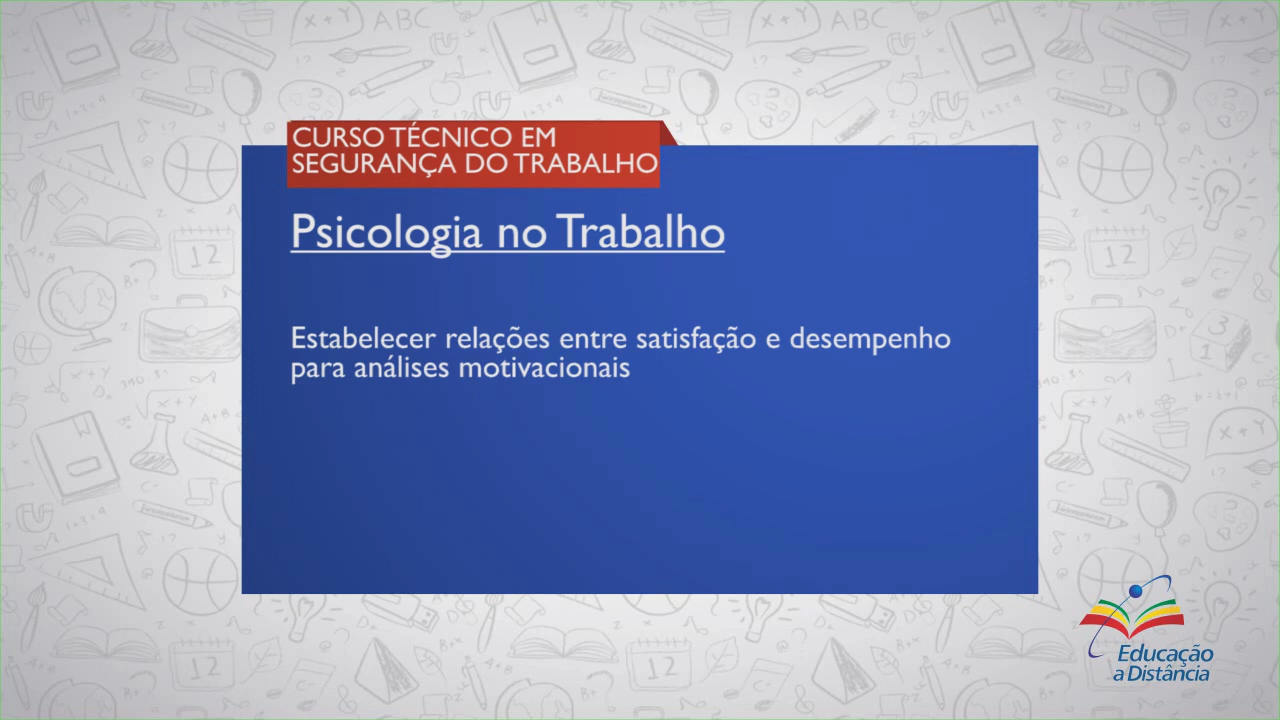 CURSO TÉCNICO EM
SEGURANÇA DO TRABALHO
Psicologia no Trabalho
Estabelecer relações entre satisfação e desempenho
para análises motivacionais
Educação
a Distância